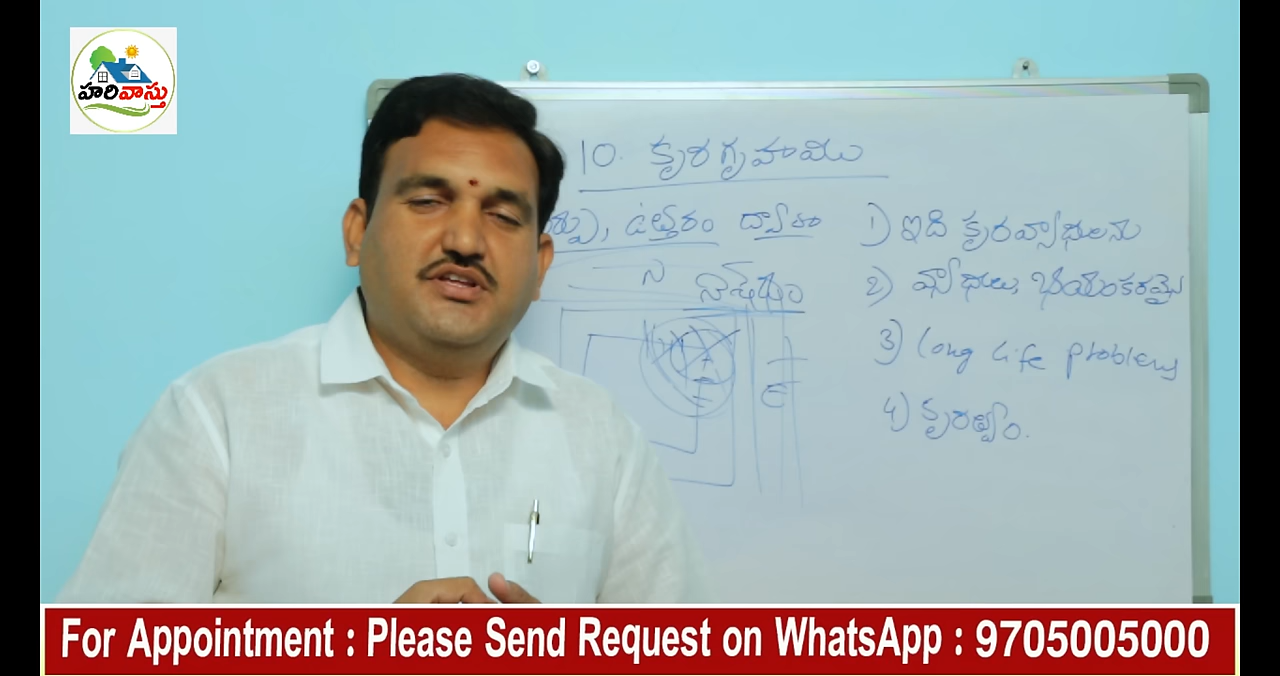 హరివాస్తు
10. కృరగృహము
ఉత్తరం ద్వారా
N
1) ఇది కృరవ్యాధులను
2) వ్యాధులు, భయంకరమై
3) Long Life problems
E
4) కృరత్వం.
For Appointment : Please Send Request on WhatsApp : 9705005000